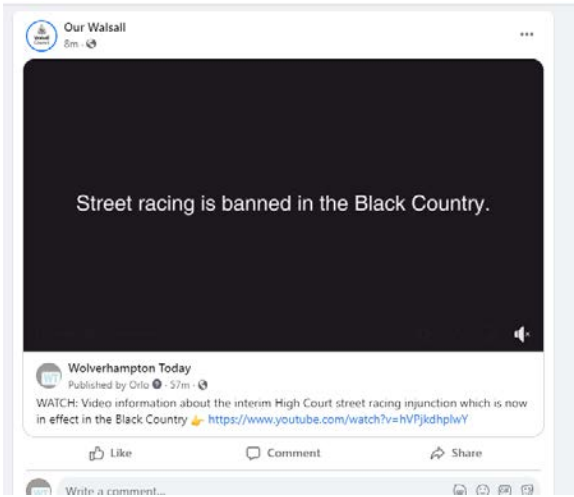 Our Walsall
8m ·
Street racing is banned in the Black Country.
WT
Wolverhampton Today
Published by Orlo · 57m ·
WATCH: Video information about the interim High Court street racing injunction which is now
in effect in the Black Country 👉 https://www.youtube.com/watch?v=hVPjkdhplwY
Like Comment Share
WT
Write a comment...